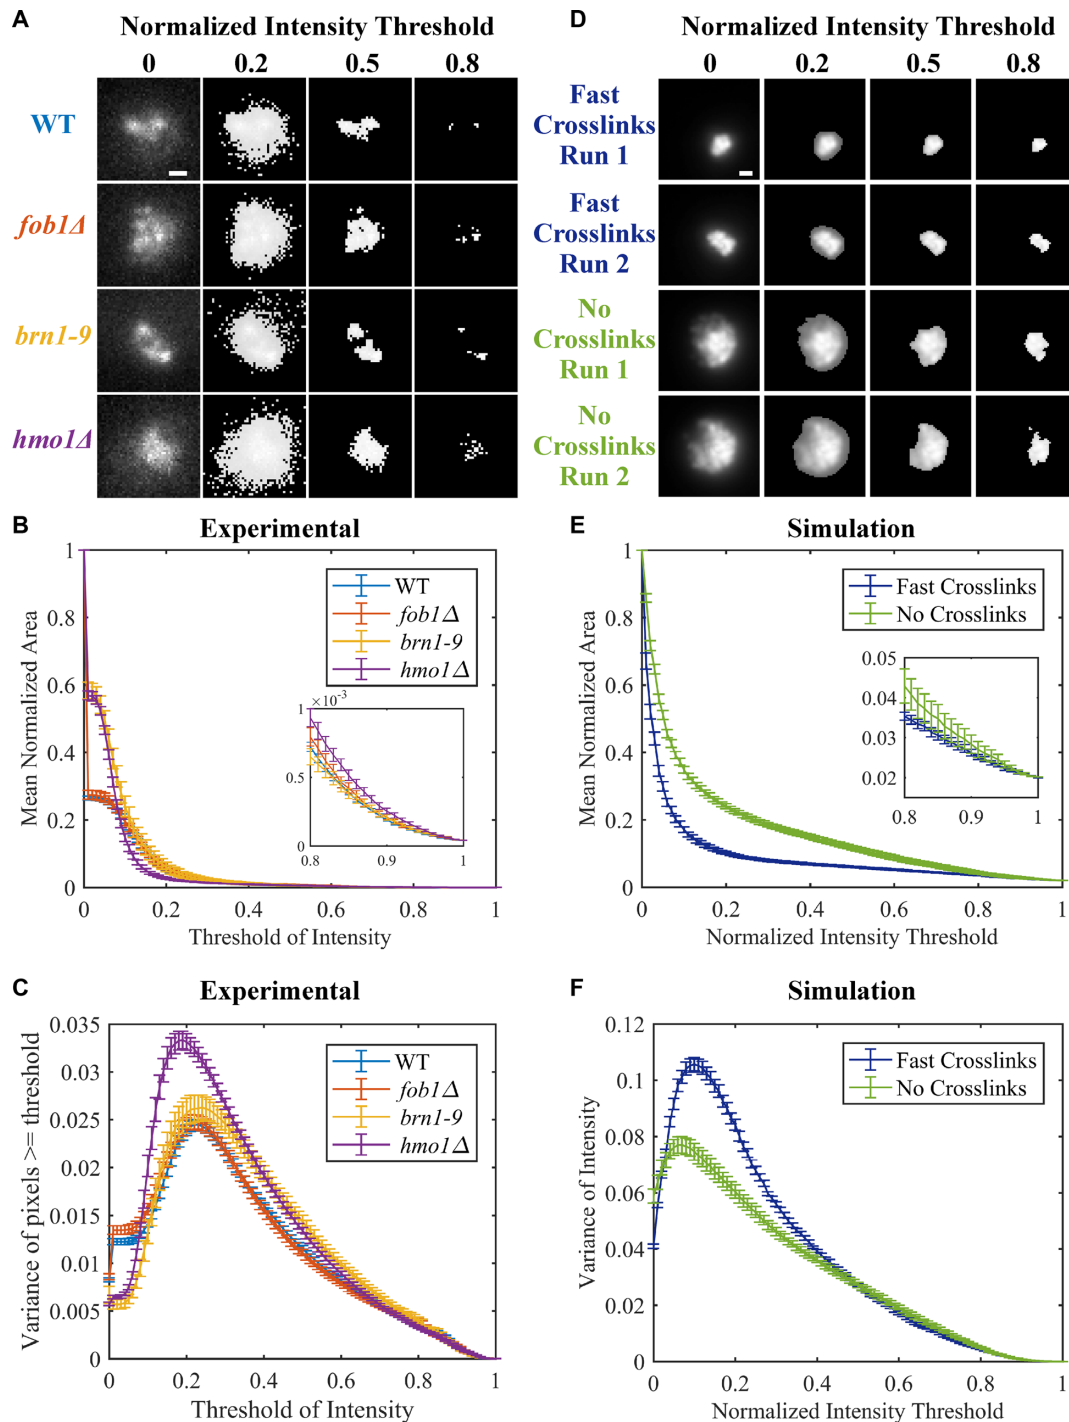 A
Normalized Intensity Threshold
0 0.2 0.5 0.8
WT
fob1Δ
brn1-9
hmo1Δ
D
Normalized Intensity Threshold
0 0.2 0.5 0.8
Fast
Crosslinks
Run 1
Fast
Crosslinks
Run 2
No
Crosslinks
Run 1
No
Crosslinks
Run 2
B
Experimental
Mean Normalized Area
1
0.8
0.6
0.4
0.2
0
0 0.2 0.4 0.6 0.8 1
Threshold of Intensity
WT
fob1Δ
brn1-9
hmo1Δ
×10⁻³
1
0.5
0
0.8 0.9 1
E
Simulation
Mean Normalized Area
1
0.8
0.6
0.4
0.2
0
0 0.2 0.4 0.6 0.8 1
Normalized Intensity Threshold
Fast Crosslinks
No Crosslinks
0.05
0.04
0.03
0.02
0.8 0.9 1
C
Experimental
Variance of pixels >= threshold
0.035
0.03
0.025
0.02
0.015
0.01
0.005
0
0 0.2 0.4 0.6 0.8 1
Threshold of Intensity
WT
fob1Δ
brn1-9
hmo1Δ
F
Simulation
Variance of Intensity
0.12
0.1
0.08
0.06
0.04
0.02
0
0 0.2 0.4 0.6 0.8 1
Normalized Intensity Threshold
Fast Crosslinks
No Crosslinks